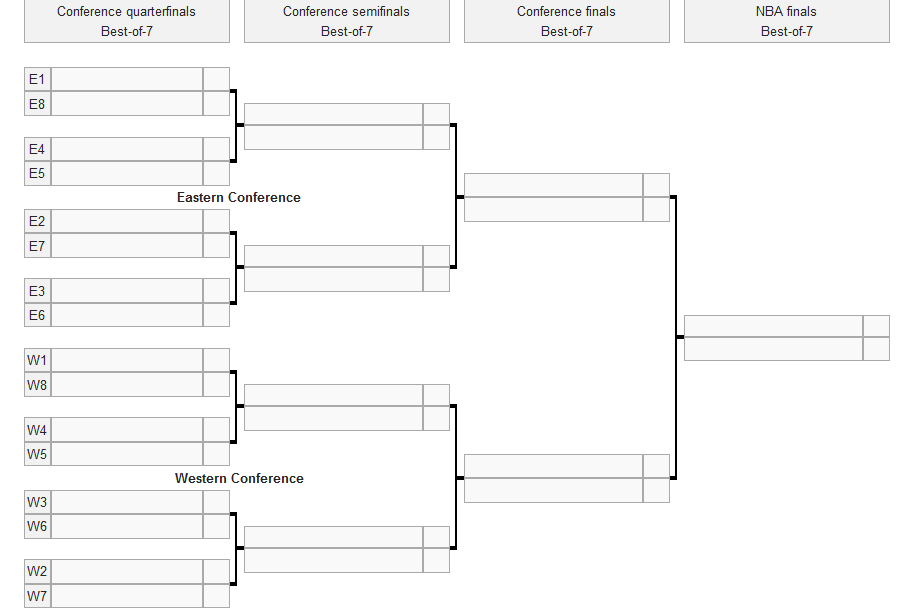 Conference quarterfinals
Best-of-7
Conference semifinals
Best-of-7
Conference finals
Best-of-7
NBA finals
Best-of-7
E1
E8
E4
E5
Eastern Conference
E2
E7
E3
E6
W1
W8
W4
W5
Western Conference
W3
W6
W2
W7